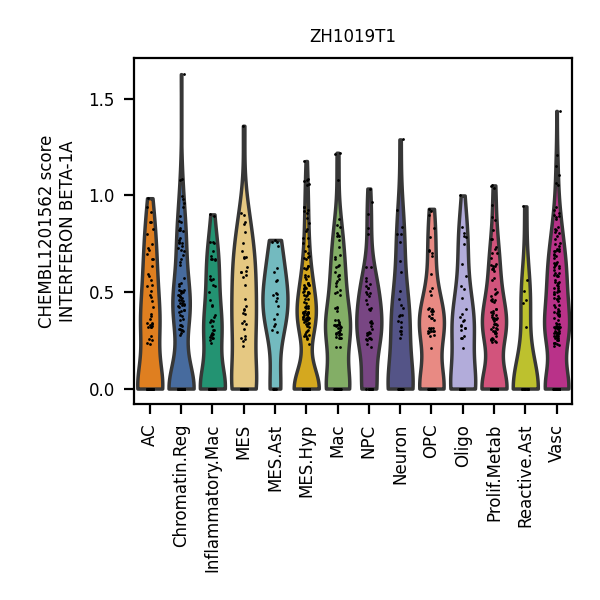 ZH1019T1
CHEMBL1201562 score
INTERFERON BETA-1A
1.5
1.0
0.5
0.0
AC
Chromatin.Reg
Inflammatory.Mac
MES
MES.Ast
MES.Hyp
Mac
NPC
Neuron
OPC
Oligo
Prolif.Metab
Reactive.Ast
Vasc